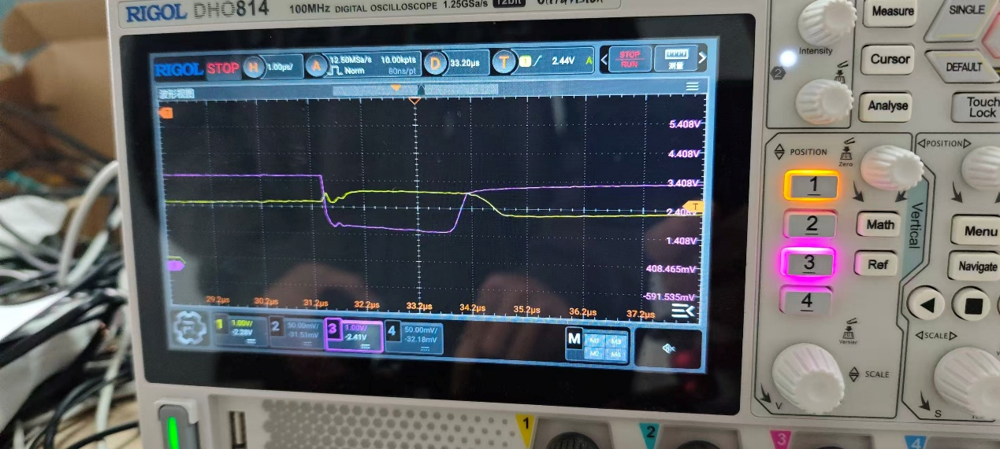 RIGOL DHO814 100MHz DIGITAL OSCILLOSCOPE 1.25GSa/s 12bit UltraVision
RIGOL STOP H 1.00µs/ A 12.50MSa/s 10.00kpts D 33.20µs T 1 2.44V A STOP RUN 测量
Norm 80ns/pt
波形视图
T
5.408V
4.408V
3.408V
2.408V
T
1.408V
408.465mV
-591.535mV
29.2µs 30.2µs 31.2µs 32.2µs 33.2µs 34.2µs 35.2µs 36.2µs 37.2µs
1 1.00V/ -2.28V
2 50.00mV/ -31.51mV
3 1.00V/ -2.41V
4 50.00mV/ -32.18mV
M M1 M3 M2 M4
Intensity
2
Measure
SINGLE
Cursor
DEFAULT
Analyse
Touch Lock
POSITION
Zero
POSITION
1
2
3
4
Math
Ref
Vertical
Menu
Navigate
SCALE
Vernier
SCALE
V
S
1
2
3
4